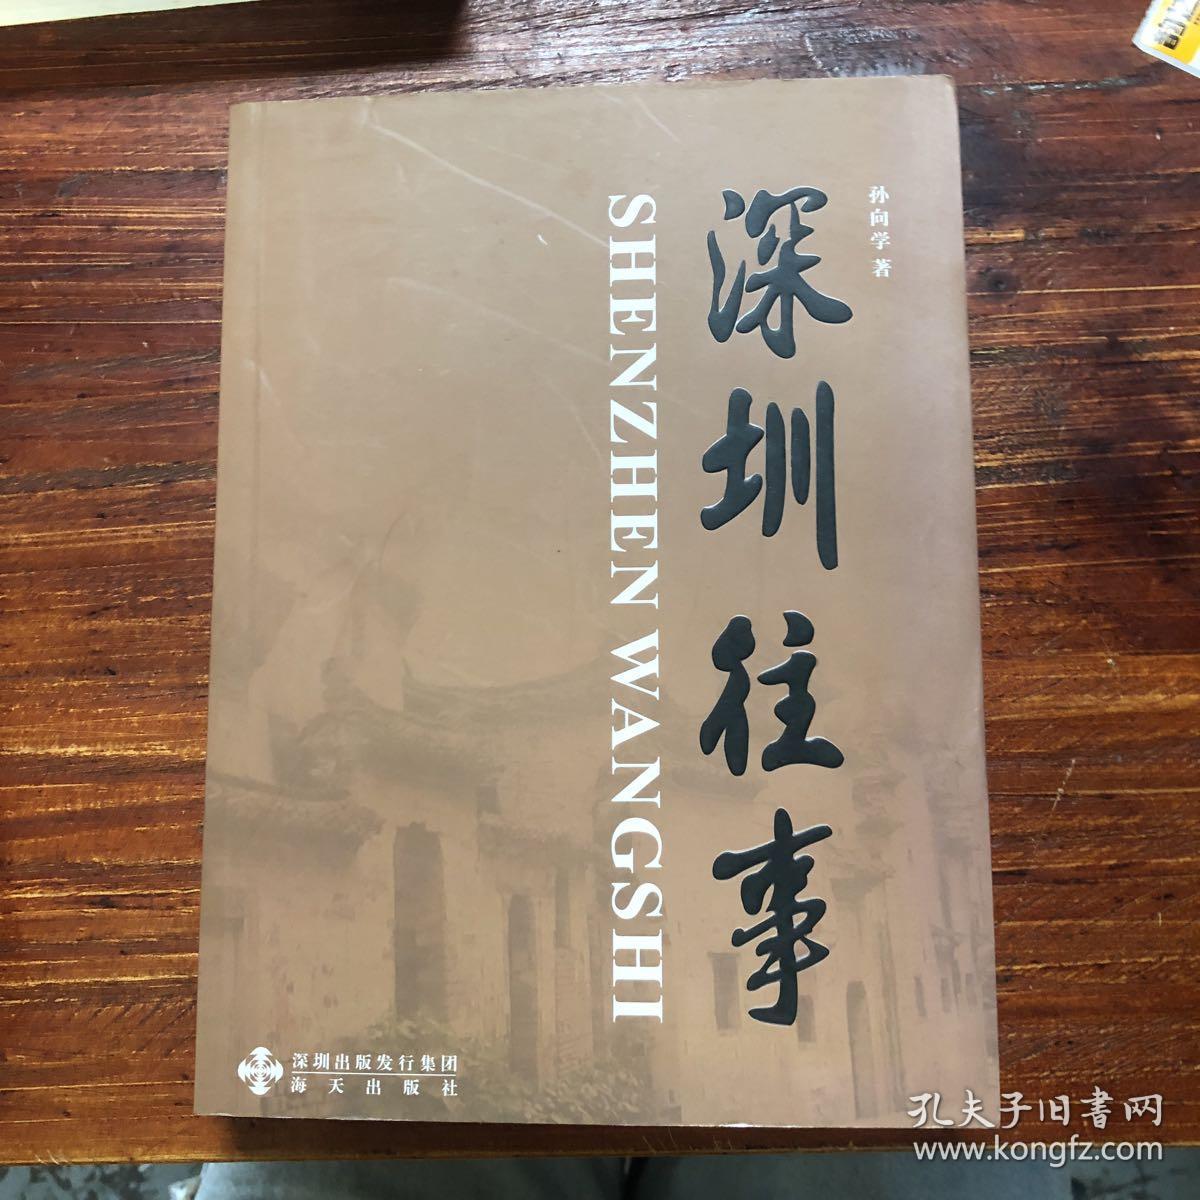 孙向学 著
深圳往事
SHENZHEN WANGSHI
深圳出版发行集团
海天出版社
孔夫子旧書网
www.kongfz.com